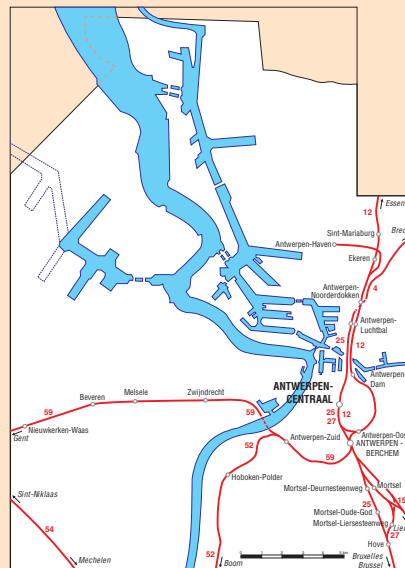 Essen
12
Sint-Mariaburg
Antwerpen-Haven
Ekeren
4
Antwerpen-
Noorderdokken
Antwerpen-
Luchtbal
25
12
Antwerpen-
Dam
ANTWERPEN-
CENTRAAL
25
12
27
Zwijndrecht
Melsele
Beveren
59
59
Nieuwkerken-Waas
Gent
52
Antwerpen-Zuid
ANTWERPEN -
BERCHEM
59
Hoboken-Polder
Mortsel-Deurnesteenweg
Mortsel
15
Sint-Niklaas
25
Mortsel-Oude-God
Mortsel-Liersesteenweg
27
54
Hove
Mechelen
52
Boom
Bruxelles
Brussel